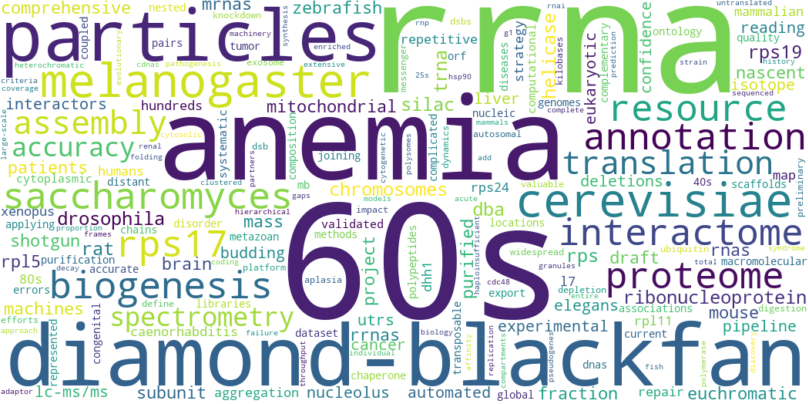 comprehensive
nested
mrnas
zebrafish
particles
rrna
melanogaster
knockdown
coupled
pairs
machinery
tumor
synthesis
enriched
heterochromatic
cdnas
pathogenesis
exosome
extensive
evolutionary
rnp
dsbs
rnai
g1
untranslated
mammalian
repetitive
orf
messenger
trna
25s
hsp90
diseases
strategy
computational
helicase
kilobases
eukaryotic
complementary
prediction
confidence
ontology
strain
reading
quality
history
sequenced
rps19
nascent
isotope
criteria
coverage
large-scale
interactors
hundreds
mitochondrial
silac
liver
nucleic
genomes
complete
mammals
autosomal
resource
assembly
anemia
annotation
accuracy
renal
cytosolic
folding
systematic
dsb
partners
composition
joining
cytogenetic
polysomes
complicated
dynamics
add
translation
map
patients
humans
cytoplasmic
distant
clustered
mb
gaps
chromosomes
models
acute
rps24
valuable
deletions
40s
scaffolds
preliminary
saccharomyces
cerevisiae
xenopus
hierarchical
impact
dba
locations
applying
proportion
frames
drosophila
disorder
mass
validated
methods
project
polypeptides
dhh1
purified
haploinsufficient
widespread
rps
draft
ubiquitin
rnas
syndrome
macromolecular
interactome
shotgun
chains
rps17
metazoan
rat
budding
60s
rpl5
purification
decay
coding
brain
platform
aplasia
cdc48
granules
l7
total
proteome
80s
accurate
errors
biogenesis
export
depletion
entire
ribonucleoprotein
machines
define
libraries
utrs
elegans
associations
mouse
digestion
efforts
approach
represented
congenital
spectrometry
caenorhabditis
failure
rrnas
dataset
cancer
throughput
individual
chaperone
biology
transposable
affinity
replication
experimental
compartments
pseudogenes
rpl11
current
polymerase
discovery
pipeline
diamond-blackfan
dnas
fish
adaptor
lc-ms/ms
subunit
aggregation
nucleolus
automated
global
fraction
repair
euchromatic